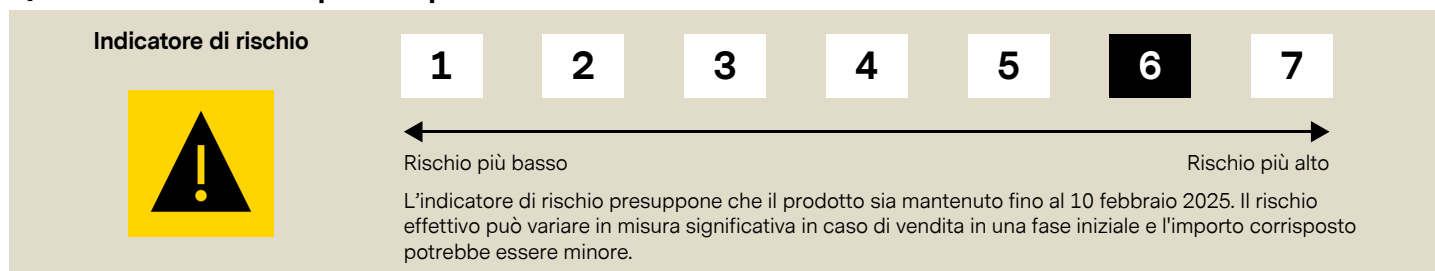 Indicatore di rischio
1 2 3 4 5 6 7
Rischio più basso Rischio più alto
L'indicatore di rischio presuppone che il prodotto sia mantenuto fino al 10 febbraio 2025. Il rischio
effettivo può variare in misura significativa in caso di vendita in una fase iniziale e l'importo corrisposto
potrebbe essere minore.